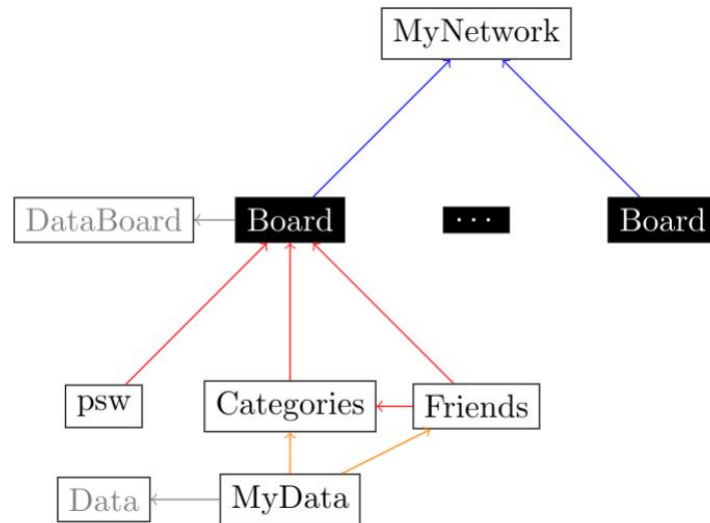 MyNetwork
DataBoard
Board
···
Board
psw
Categories
Friends
Data
MyData